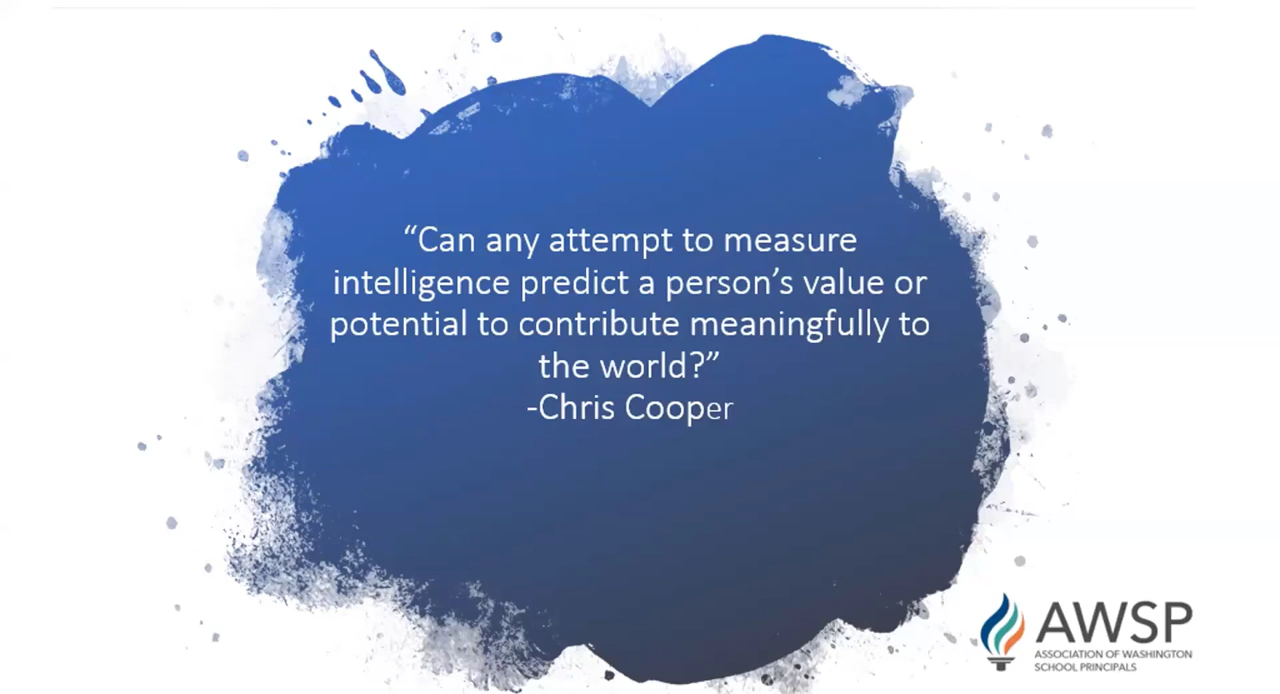 “Can any attempt to measure
intelligence predict a person’s value or
potential to contribute meaningfully to
the world?”
-Chris Cooper
AWSP
ASSOCIATION OF WASHINGTON
SCHOOL PRINCIPALS